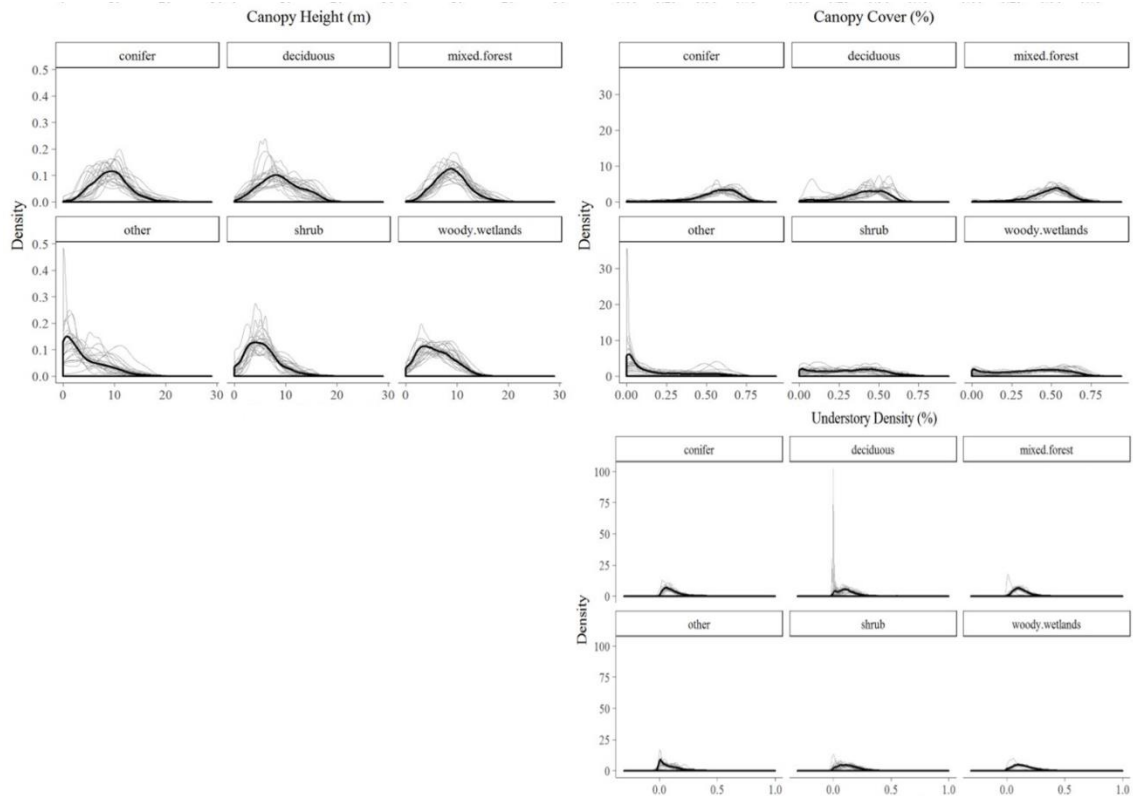 Canopy Height (m)
conifer deciduous mixed.forest
0.5
0.4
0.3
0.2
0.1
0.0
other shrub woody.wetlands
0.5
0.4
0.3
0.2
0.1
0.0
0 10 20 30 0 10 20 30 0 10 20 30
Density
Canopy Cover (%)
conifer deciduous mixed.forest
30
20
10
0
other shrub woody.wetlands
30
20
10
0
0.00 0.25 0.50 0.75 0.00 0.25 0.50 0.75 0.00 0.25 0.50 0.75
Density
Understory Density (%)
conifer deciduous mixed.forest
100
75
50
25
0
other shrub woody.wetlands
100
75
50
25
0
0.0 0.5 1.0 0.0 0.5 1.0 0.0 0.5 1.0
Density